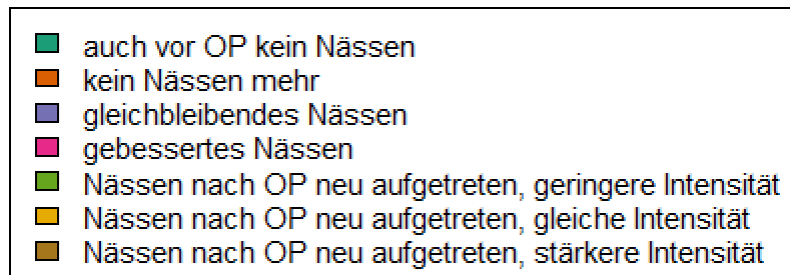 auch vor OP kein Nässen
kein Nässen mehr
gleichbleibendes Nässen
gebessertes Nässen
Nässen nach OP neu aufgetreten, geringere Intensität
Nässen nach OP neu aufgetreten, gleiche Intensität
Nässen nach OP neu aufgetreten, stärkere Intensität